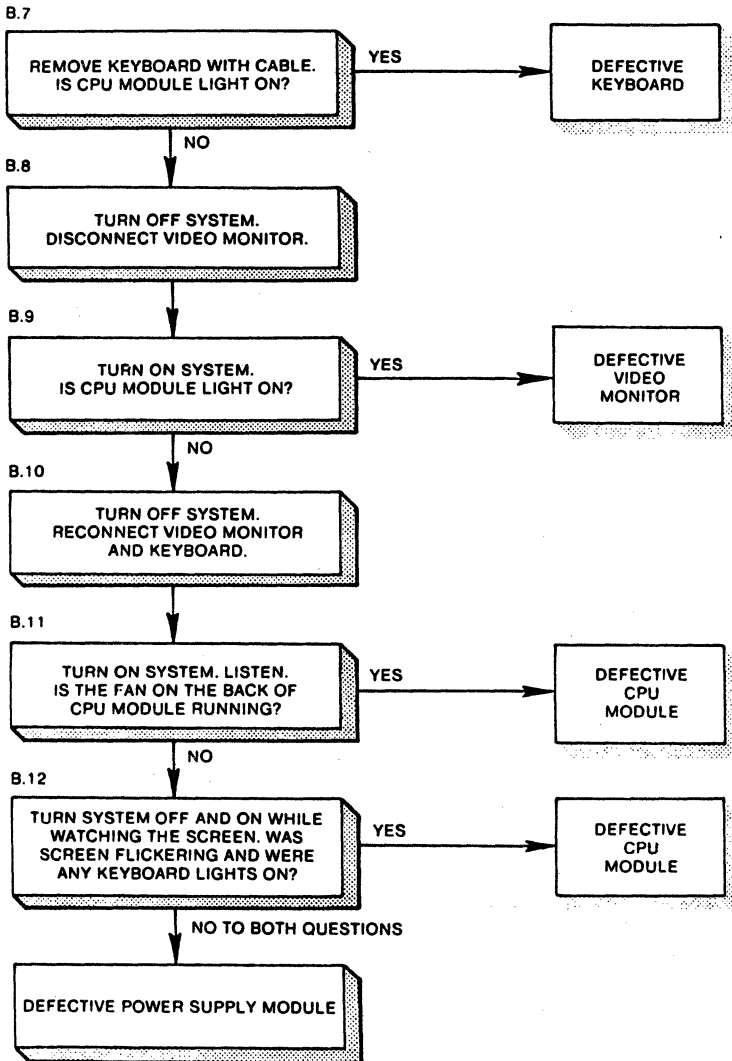 B.7
REMOVE KEYBOARD WITH CABLE.
IS CPU MODULE LIGHT ON?
YES
DEFECTIVE
KEYBOARD
NO
B.8
TURN OFF SYSTEM.
DISCONNECT VIDEO MONITOR.
B.9
TURN ON SYSTEM.
IS CPU MODULE LIGHT ON?
YES
DEFECTIVE
VIDEO
MONITOR
NO
B.10
TURN OFF SYSTEM.
RECONNECT VIDEO MONITOR
AND KEYBOARD.
B.11
TURN ON SYSTEM. LISTEN.
IS THE FAN ON THE BACK OF
CPU MODULE RUNNING?
YES
DEFECTIVE
CPU
MODULE
NO
B.12
TURN SYSTEM OFF AND ON WHILE
WATCHING THE SCREEN. WAS
SCREEN FLICKERING AND WERE
ANY KEYBOARD LIGHTS ON?
YES
DEFECTIVE
CPU
MODULE
NO TO BOTH QUESTIONS
DEFECTIVE POWER SUPPLY MODULE